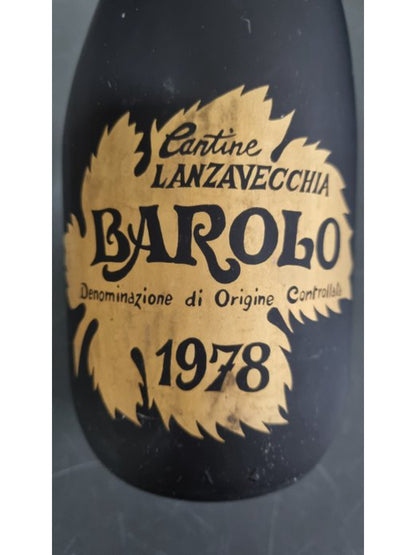 Cantine
LANZAVECCHIA
BAROLO
Denominazione di Origine Controllata
1978